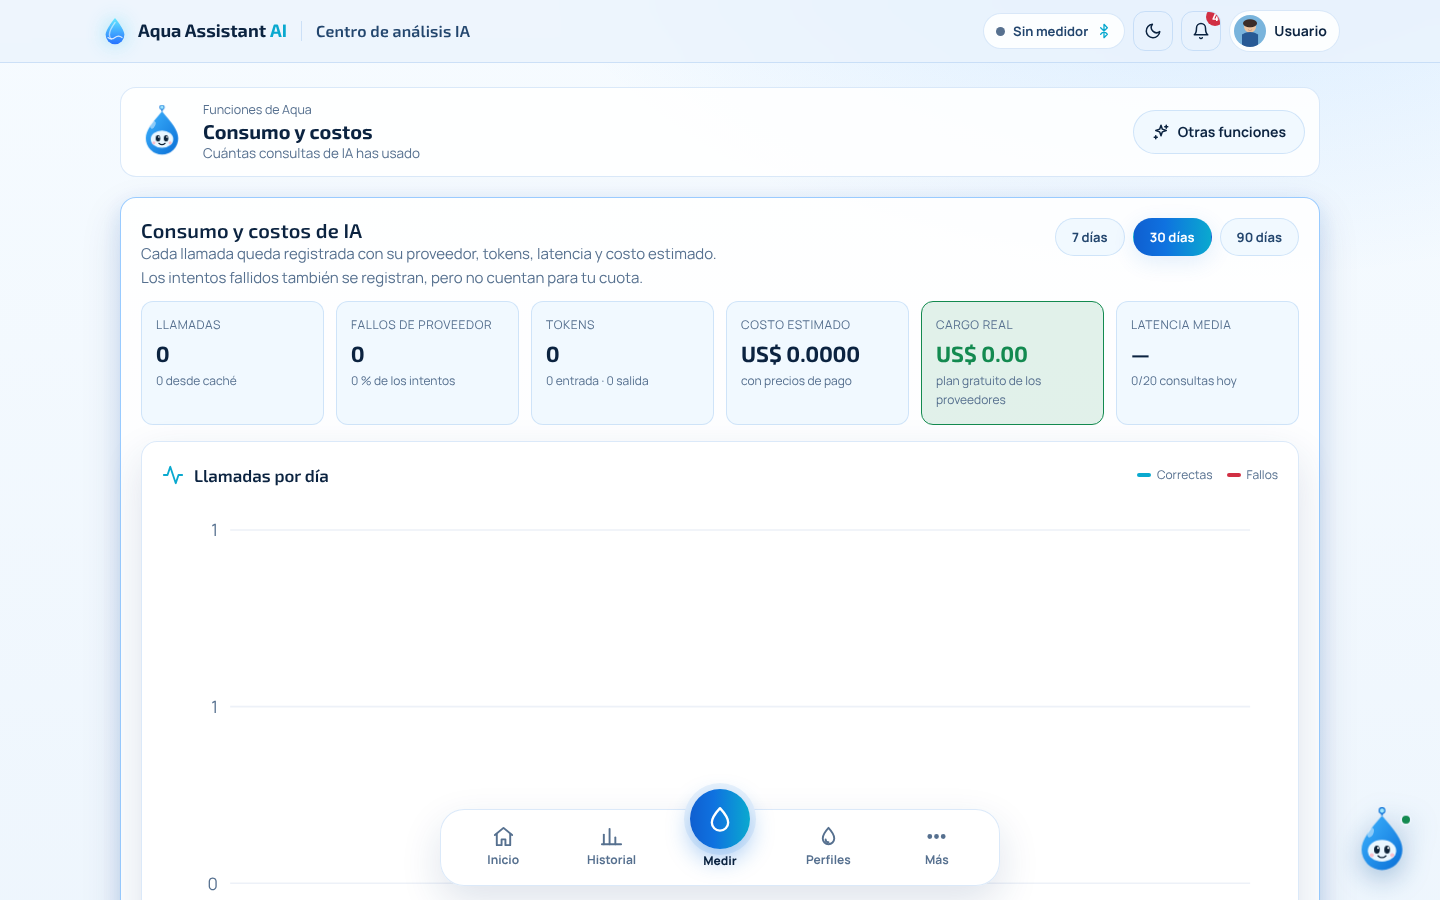 Aqua Assistant AI
Centro de análisis IA
Sin medidor
4
Usuario
Funciones de Aqua
Consumo y costos
Cuántas consultas de IA has usado
Otras funciones
Consumo y costos de IA
Cada llamada queda registrada con su proveedor, tokens, latencia y costo estimado.
Los intentos fallidos también se registran, pero no cuentan para tu cuota.
7 días
30 días
90 días
LLAMADAS
0
0 desde caché
FALLOS DE PROVEEDOR
0
0 % de los intentos
TOKENS
0
0 entrada · 0 salida
COSTO ESTIMADO
US$ 0.0000
con precios de pago
CARGO REAL
US$ 0.00
plan gratuito de los
proveedores
LATENCIA MEDIA
—
0/20 consultas hoy
Llamadas por día
Correctas
Fallos
1
1
0
Inicio
Historial
Medir
Perfiles
Más